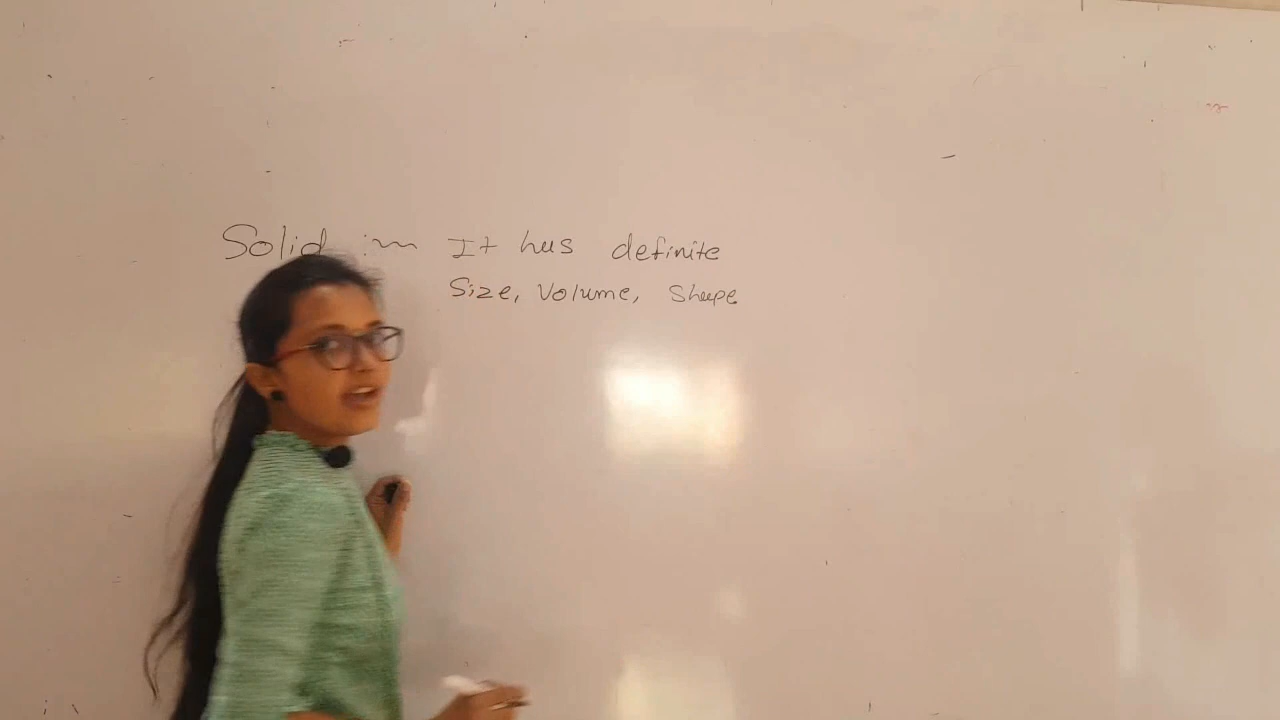 Solid :~ It has definite
Size, Volume, Shape